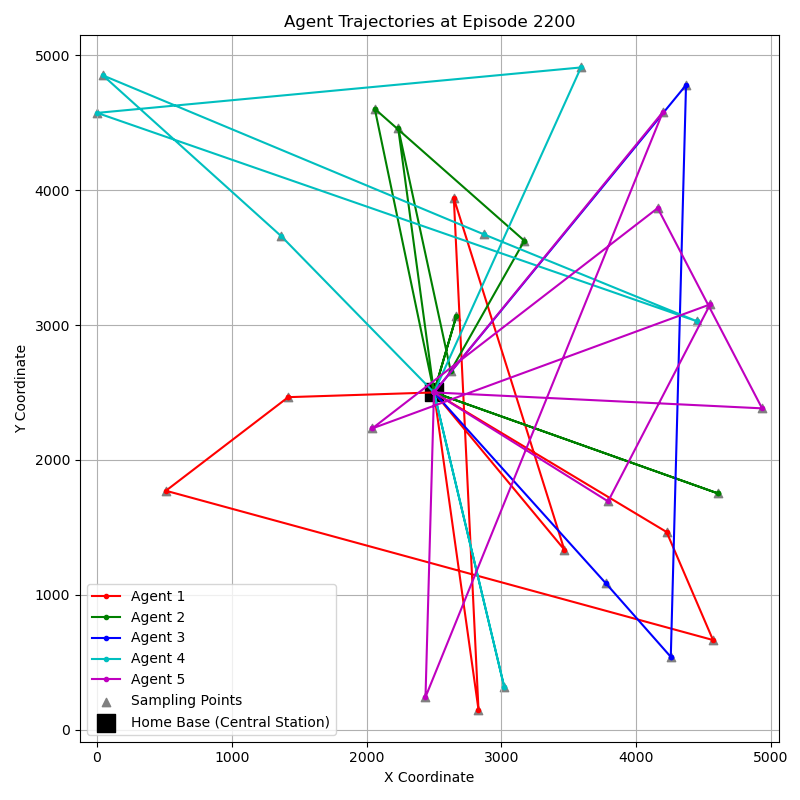 Agent Trajectories at Episode 2200
Y Coordinate
5000
4000
3000
2000
1000
0
Agent 1
Agent 2
Agent 3
Agent 4
Agent 5
Sampling Points
Home Base (Central Station)
0 1000 2000 3000 4000 5000
X Coordinate